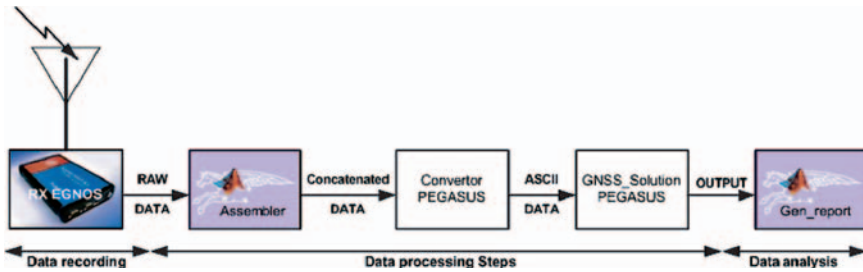 RX EGNOS
RAW
DATA
Assembler
Concatenated
DATA
Convertor
PEGASUS
ASCII
DATA
GNSS_Solution
PEGASUS
OUTPUT
Gen_report
Data recording
Data processing Steps
Data analysis